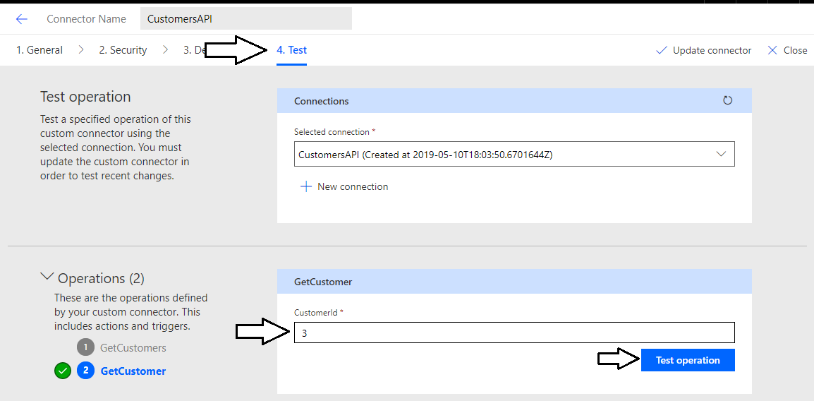 Connector Name CustomersAPI
1. General 2. Security 3. De 4. Test Update connector Close
Test operation
Test a specified operation of this
custom connector using the
selected connection. You must
update the custom connector in
order to test recent changes.
Connections
Selected connection *
CustomersAPI (Created at 2019-05-10T18:03:50.6701644Z)
New connection
Operations (2)
These are the operations defined
by your custom connector. This
includes actions and triggers.
1 GetCustomers
2 GetCustomer
GetCustomer
CustomerId *
3
Test operation